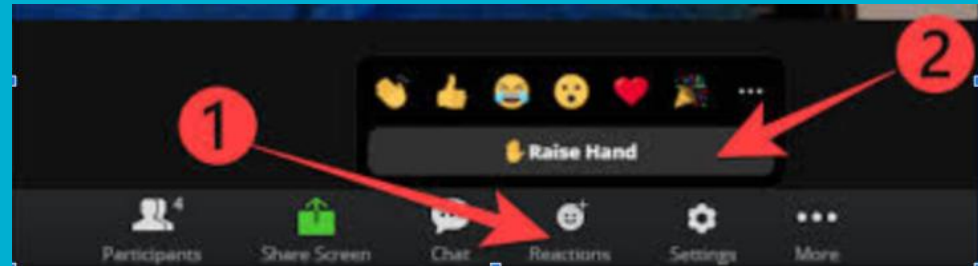 2
1
Raise Hand
4
Participants
Share Screen
Chat
Reactions
Settings
More